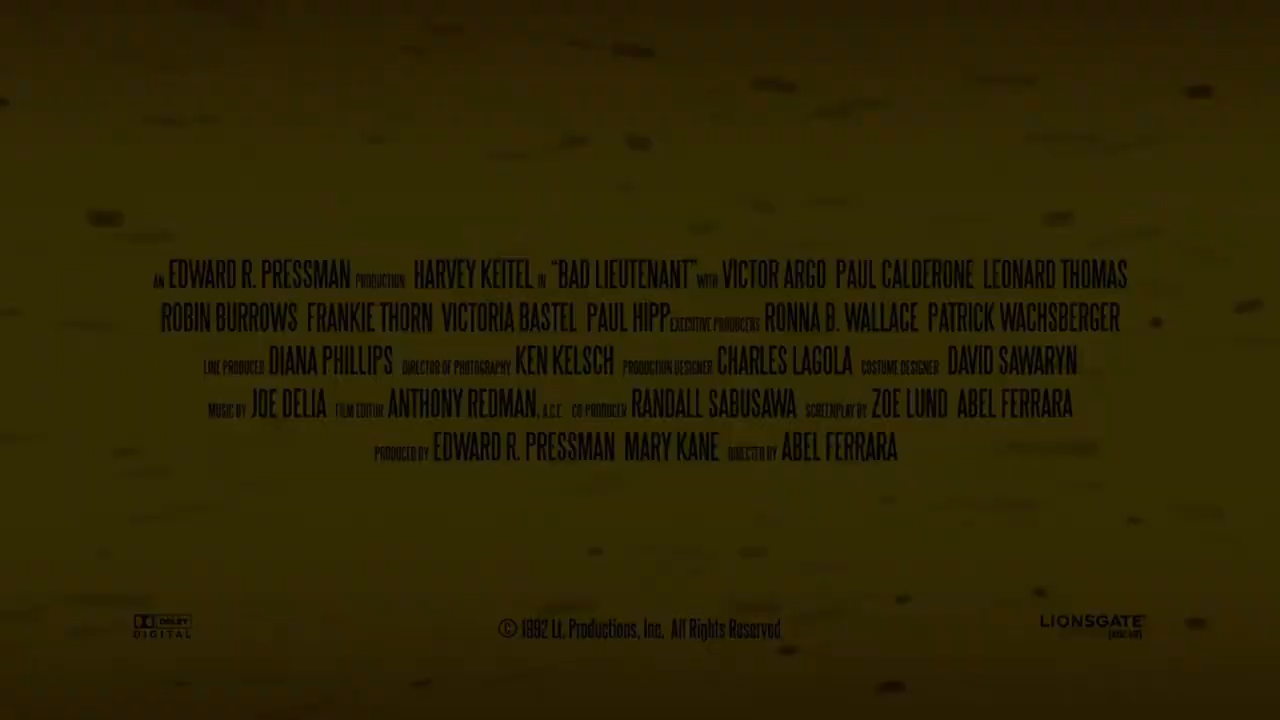 AN EDWARD R. PRESSMAN PRODUCTION HARVEY KEITEL IN "BAD LIEUTENANT" WITH VICTOR ARGO PAUL CALDERONE LEONARD THOMAS
ROBIN BURROWS FRANKIE THORN VICTORIA BASTEL PAUL HIPP EXECUTIVE PRODUCERS RONNA B. WALLACE PATRICK WACHSBERGER
LINE PRODUCER DIANA PHILLIPS DIRECTOR OF PHOTOGRAPHY KEN KELSCH PRODUCTION DESIGNER CHARLES LAGOLA COSTUME DESIGNER DAVID SAWARYN
MUSIC BY JOE DELIA FILM EDITOR ANTHONY REDMAN, A.C.E. CO-PRODUCER RANDALL SABUSAWA SCREENPLAY BY ZOE LUND ABEL FERRARA
PRODUCED BY EDWARD R. PRESSMAN MARY KANE DIRECTED BY ABEL FERRARA
DOLBY
DIGITAL
© 1992 Lt. Productions, Inc. All Rights Reserved
LIONSGATE